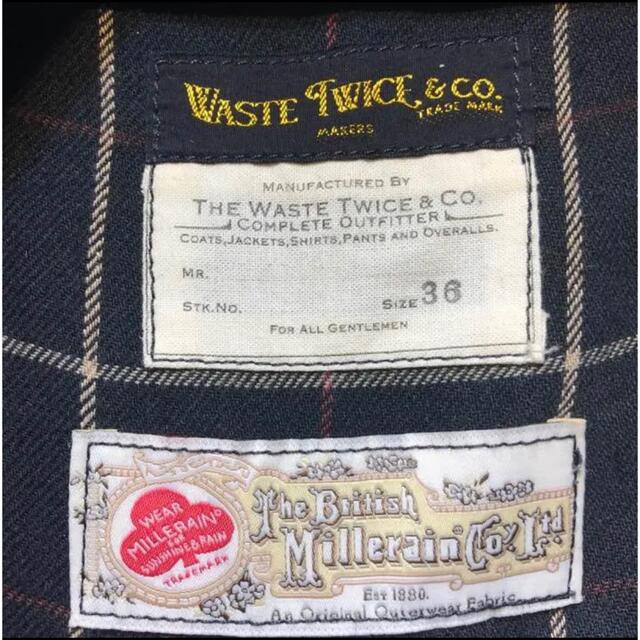 WASTE TWICE & CO.
TRADE MARK
MAKERS
MANUFACTURED BY
THE WASTE TWICE & CO.
COMPLETE OUTFITTER
COATS,JACKETS,SHIRTS,PANTS AND OVERALLS.
MR.
STK.NO. SIZE 36
FOR ALL GENTLEMEN
WEAR
MILLERAIN®
FOR
SUNSHINE & RAIN
TRADEMARK
The British
Millerain® Coy. Ltd
EST 1880.
An Original Outerwear Fabric